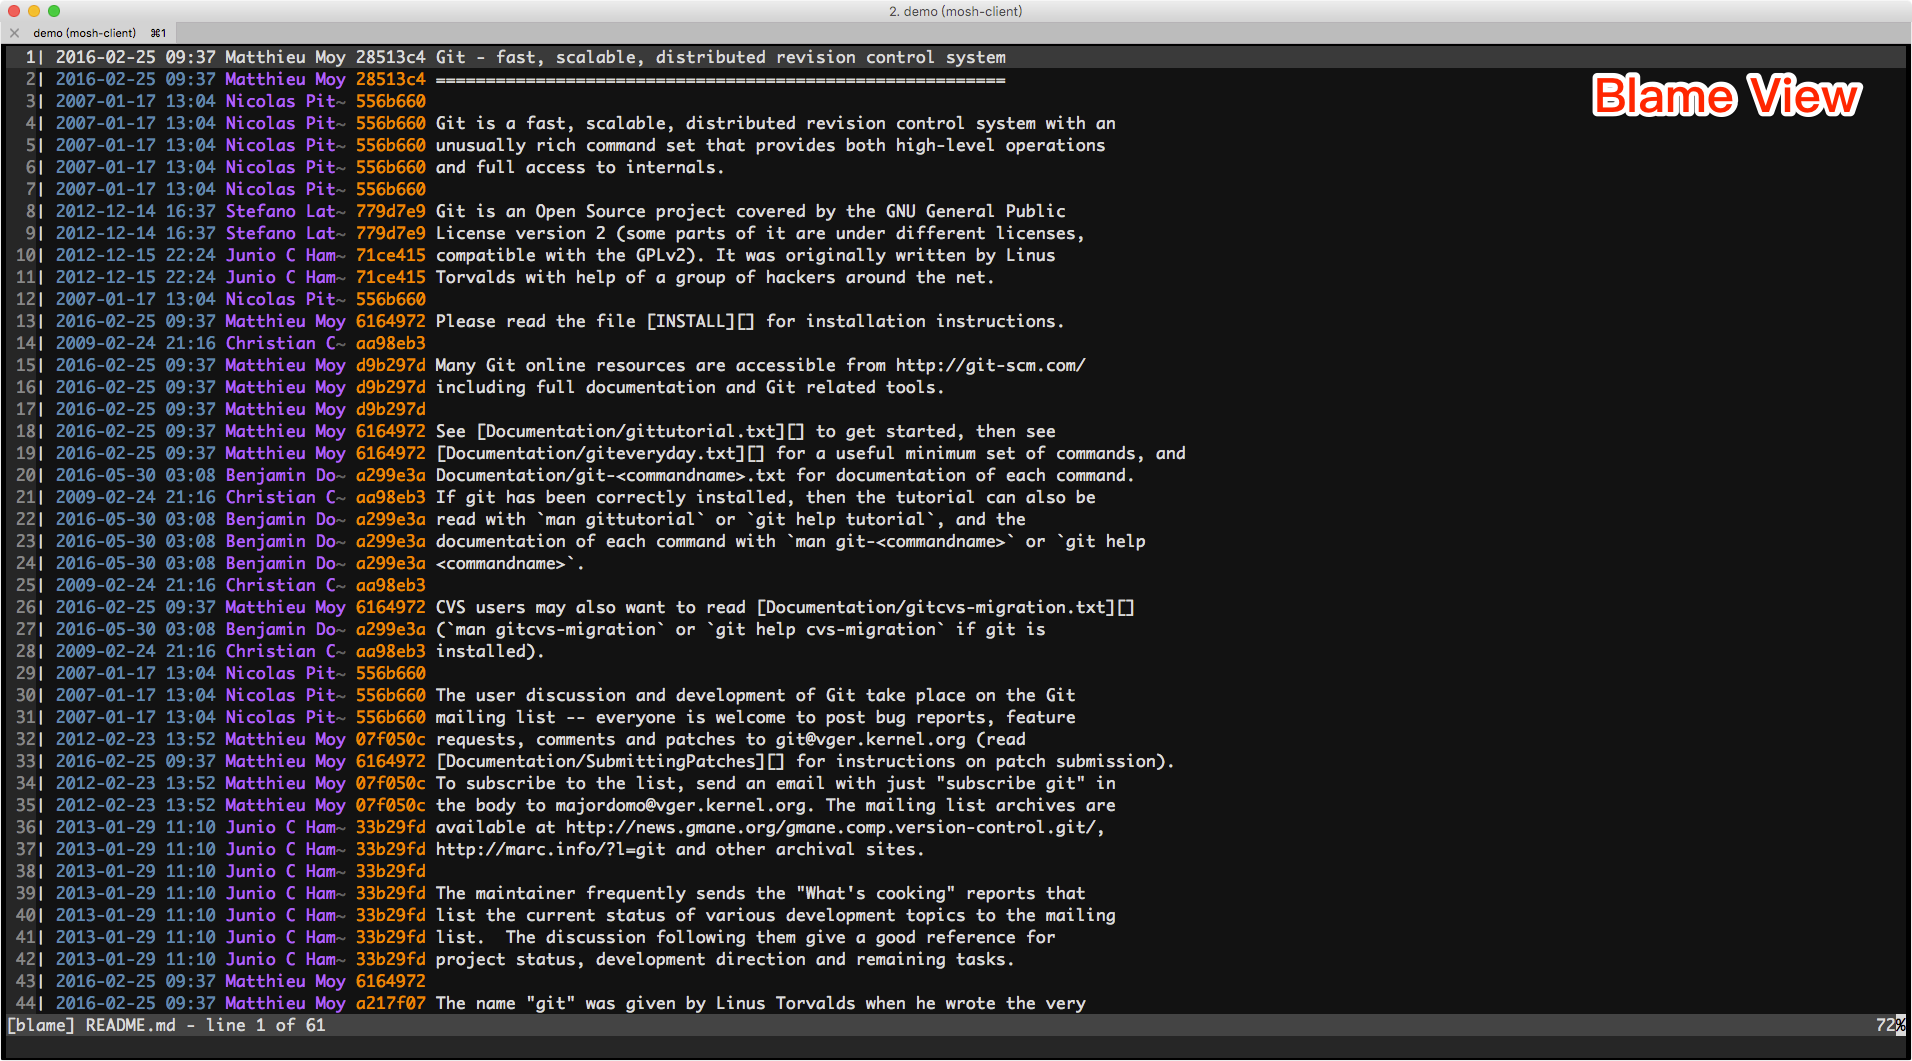 2. demo (mosh-client)
demo (mosh-client) ⌘1
Blame View
1| 2016-02-25 09:37 Matthieu Moy 28513c4 Git - fast, scalable, distributed revision control system
2| 2016-02-25 09:37 Matthieu Moy 28513c4 =========================================================
3| 2007-01-17 13:04 Nicolas Pit~ 556b660
4| 2007-01-17 13:04 Nicolas Pit~ 556b660 Git is a fast, scalable, distributed revision control system with an
5| 2007-01-17 13:04 Nicolas Pit~ 556b660 unusually rich command set that provides both high-level operations
6| 2007-01-17 13:04 Nicolas Pit~ 556b660 and full access to internals.
7| 2007-01-17 13:04 Nicolas Pit~ 556b660
8| 2012-12-14 16:37 Stefano Lat~ 779d7e9 Git is an Open Source project covered by the GNU General Public
9| 2012-12-14 16:37 Stefano Lat~ 779d7e9 License version 2 (some parts of it are under different licenses,
10| 2012-12-15 22:24 Junio C Ham~ 71ce415 compatible with the GPLv2). It was originally written by Linus
11| 2012-12-15 22:24 Junio C Ham~ 71ce415 Torvalds with help of a group of hackers around the net.
12| 2007-01-17 13:04 Nicolas Pit~ 556b660
13| 2016-02-25 09:37 Matthieu Moy 6164972 Please read the file [INSTALL][] for installation instructions.
14| 2009-02-24 21:16 Christian C~ aa98eb3
15| 2016-02-25 09:37 Matthieu Moy d9b297d Many Git online resources are accessible from http://git-scm.com/
16| 2016-02-25 09:37 Matthieu Moy d9b297d including full documentation and Git related tools.
17| 2016-02-25 09:37 Matthieu Moy d9b297d
18| 2016-02-25 09:37 Matthieu Moy 6164972 See [Documentation/gittutorial.txt][] to get started, then see
19| 2016-02-25 09:37 Matthieu Moy 6164972 [Documentation/giteveryday.txt][] for a useful minimum set of commands, and
20| 2016-05-30 03:08 Benjamin Do~ a299e3a Documentation/git-<commandname>.txt for documentation of each command.
21| 2009-02-24 21:16 Christian C~ aa98eb3 If git has been correctly installed, then the tutorial can also be
22| 2016-05-30 03:08 Benjamin Do~ a299e3a read with `man gittutorial` or `git help tutorial`, and the
23| 2016-05-30 03:08 Benjamin Do~ a299e3a documentation of each command with `man git-<commandname>` or `git help
24| 2016-05-30 03:08 Benjamin Do~ a299e3a <commandname>`.
25| 2009-02-24 21:16 Christian C~ aa98eb3
26| 2016-02-25 09:37 Matthieu Moy 6164972 CVS users may also want to read [Documentation/gitcvs-migration.txt][]
27| 2016-05-30 03:08 Benjamin Do~ a299e3a (`man gitcvs-migration` or `git help cvs-migration` if git is
28| 2009-02-24 21:16 Christian C~ aa98eb3 installed).
29| 2007-01-17 13:04 Nicolas Pit~ 556b660
30| 2007-01-17 13:04 Nicolas Pit~ 556b660 The user discussion and development of Git take place on the Git
31| 2007-01-17 13:04 Nicolas Pit~ 556b660 mailing list -- everyone is welcome to post bug reports, feature
32| 2012-02-23 13:52 Matthieu Moy 07f050c requests, comments and patches to git@vger.kernel.org (read
33| 2016-02-25 09:37 Matthieu Moy 6164972 [Documentation/SubmittingPatches][] for instructions on patch submission).
34| 2012-02-23 13:52 Matthieu Moy 07f050c To subscribe to the list, send an email with just "subscribe git" in
35| 2012-02-23 13:52 Matthieu Moy 07f050c the body to majordomo@vger.kernel.org. The mailing list archives are
36| 2013-01-29 11:10 Junio C Ham~ 33b29fd available at http://news.gmane.org/gmane.comp.version-control.git/,
37| 2013-01-29 11:10 Junio C Ham~ 33b29fd http://marc.info/?l=git and other archival sites.
38| 2013-01-29 11:10 Junio C Ham~ 33b29fd
39| 2013-01-29 11:10 Junio C Ham~ 33b29fd The maintainer frequently sends the "What's cooking" reports that
40| 2013-01-29 11:10 Junio C Ham~ 33b29fd list the current status of various development topics to the mailing
41| 2013-01-29 11:10 Junio C Ham~ 33b29fd list.  The discussion following them give a good reference for
42| 2013-01-29 11:10 Junio C Ham~ 33b29fd project status, development direction and remaining tasks.
43| 2016-02-25 09:37 Matthieu Moy 6164972
44| 2016-02-25 09:37 Matthieu Moy a217f07 The name "git" was given by Linus Torvalds when he wrote the very
[blame] README.md - line 1 of 61 72%